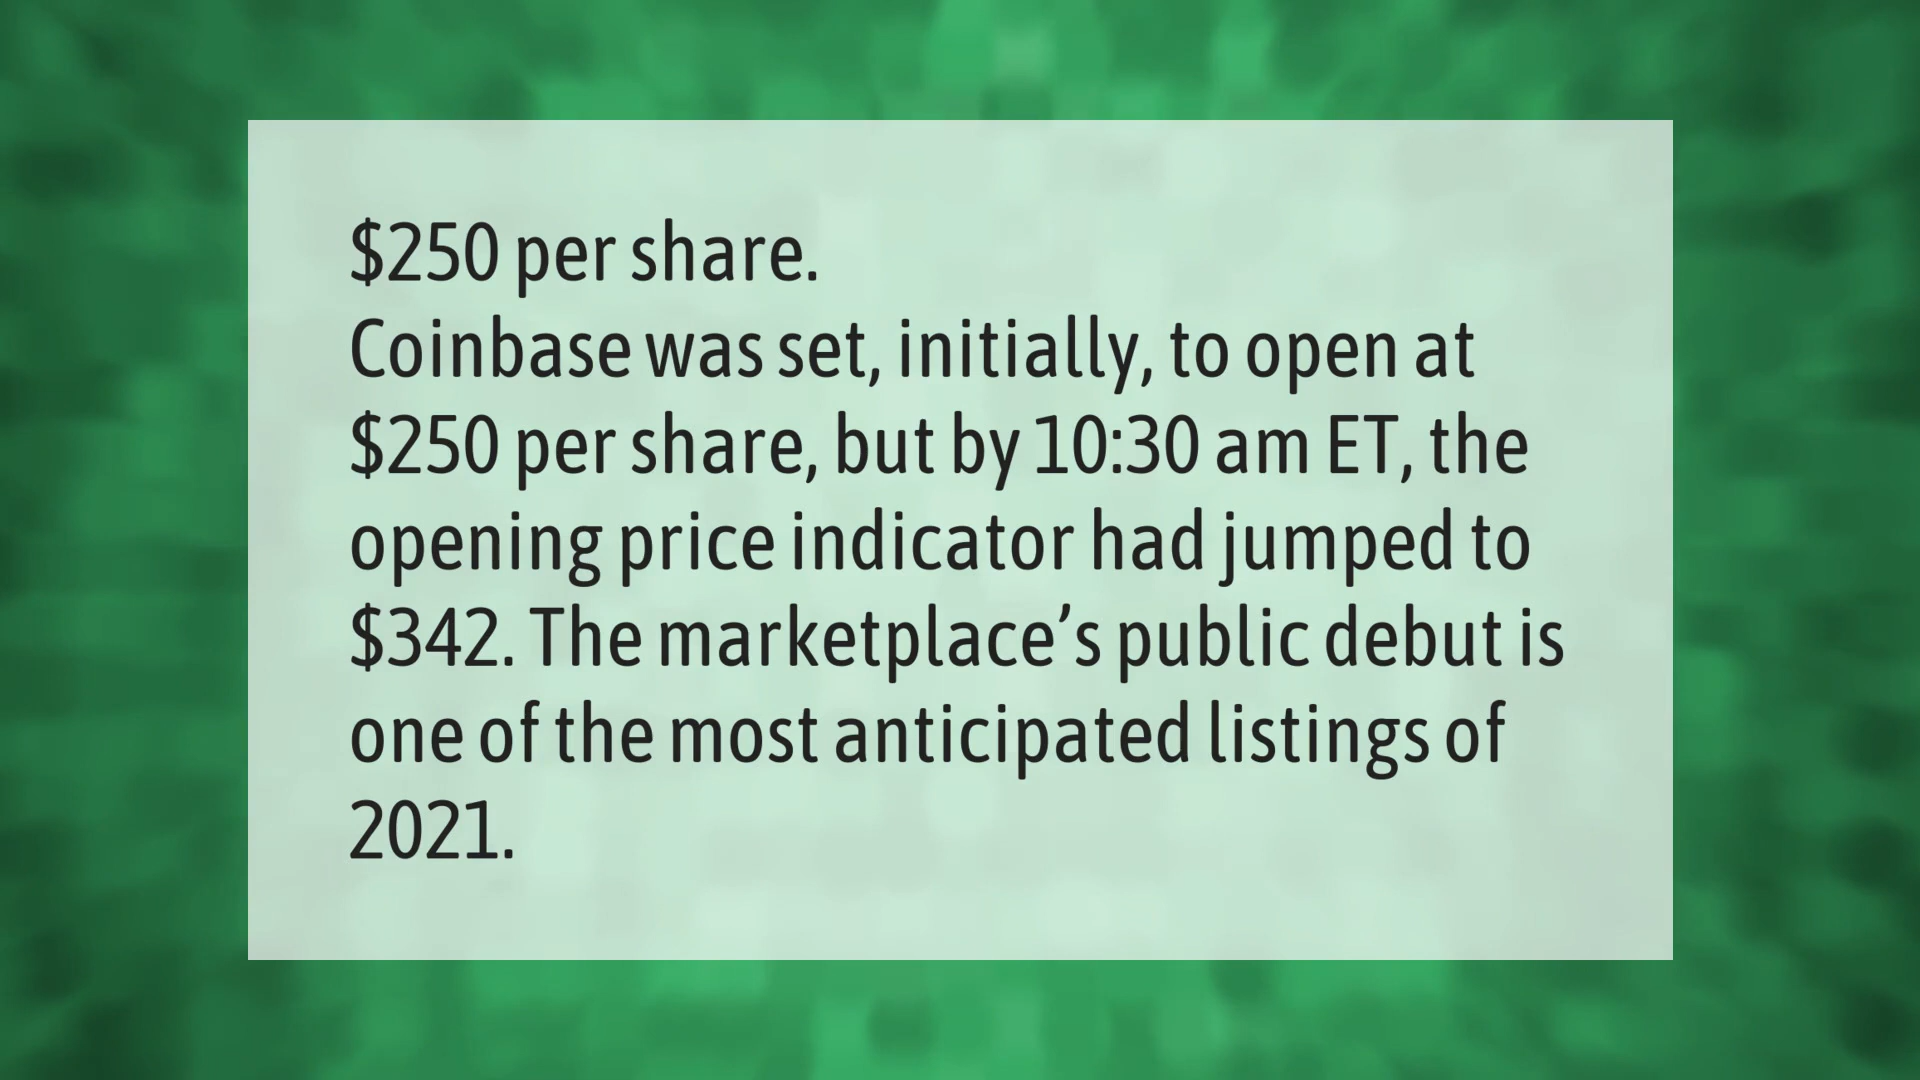 $250 per share.
Coinbase was set, initially, to open at
$250 per share, but by 10:30 am ET, the
opening price indicator had jumped to
$342. The marketplace’s public debut is
one of the most anticipated listings of
2021.